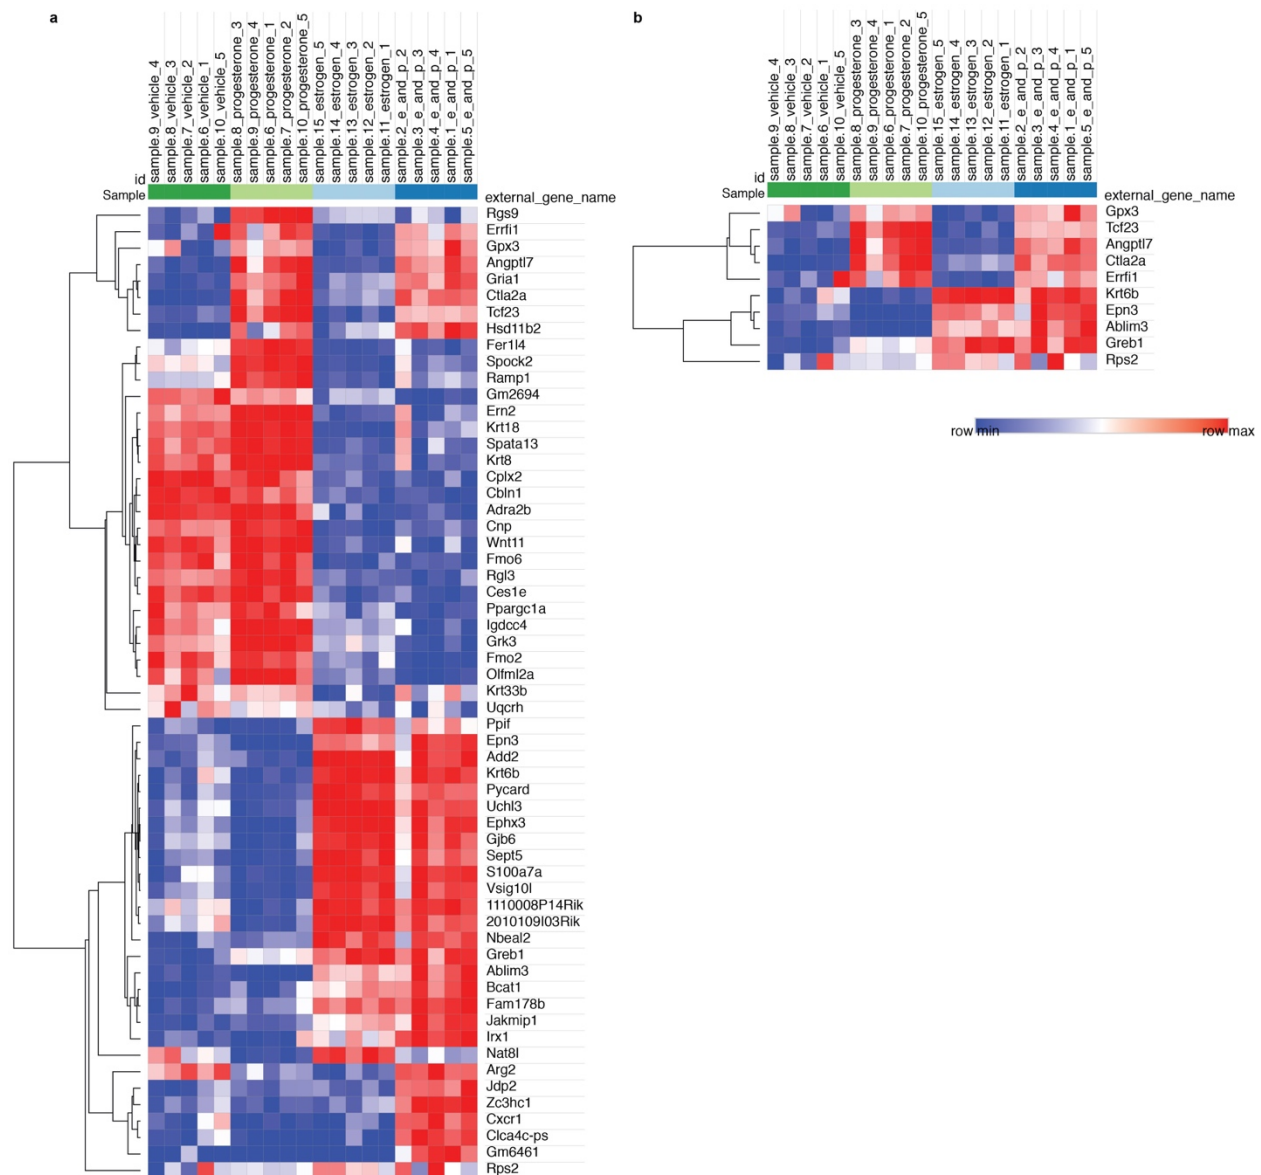 a
sample.9_vehicle_4
sample.8_vehicle_3
sample.7_vehicle_2
sample.6_vehicle_1
sample.10_vehicle_5
sample.8_progesterone_3
sample.9_progesterone_4
sample.6_progesterone_1
sample.7_progesterone_2
sample.10_progesterone_5
sample.15_estrogen_5
sample.14_estrogen_4
sample.13_estrogen_3
sample.12_estrogen_2
sample.11_estrogen_1
sample.2_e_and_p_2
sample.3_e_and_p_3
sample.4_e_and_p_4
sample.1_e_and_p_1
sample.5_e_and_p_5
id
Sample
external_gene_name
Rgs9
Errfi1
Gpx3
Angptl7
Gria1
Ctla2a
Tcf23
Hsd11b2
Fer1l4
Spock2
Ramp1
Gm2694
Ern2
Krt18
Spata13
Krt8
Cplx2
Cbln1
Adra2b
Cnp
Wnt11
Fmo6
Rgl3
Ces1e
Ppargc1a
Igdcc4
Grk3
Fmo2
Olfml2a
Krt33b
Uqcrh
Ppif
Epn3
Add2
Krt6b
Pycard
Uchl3
Ephx3
Gjb6
Sept5
S100a7a
Vsig10l
1110008P14Rik
2010109I03Rik
Nbeal2
Greb1
Ablim3
Bcat1
Fam178b
Jakmip1
Irx1
Nat8l
Arg2
Jdp2
Zc3hc1
Cxcr1
Clca4c-ps
Gm6461
Rps2
b
sample.9_vehicle_4
sample.8_vehicle_3
sample.7_vehicle_2
sample.6_vehicle_1
sample.10_vehicle_5
sample.8_progesterone_3
sample.9_progesterone_4
sample.6_progesterone_1
sample.7_progesterone_2
sample.10_progesterone_5
sample.15_estrogen_5
sample.14_estrogen_4
sample.13_estrogen_3
sample.12_estrogen_2
sample.11_estrogen_1
sample.2_e_and_p_2
sample.3_e_and_p_3
sample.4_e_and_p_4
sample.1_e_and_p_1
sample.5_e_and_p_5
id
Sample
external_gene_name
Gpx3
Tcf23
Angptl7
Ctla2a
Errfi1
Krt6b
Epn3
Ablim3
Greb1
Rps2
row min
row max